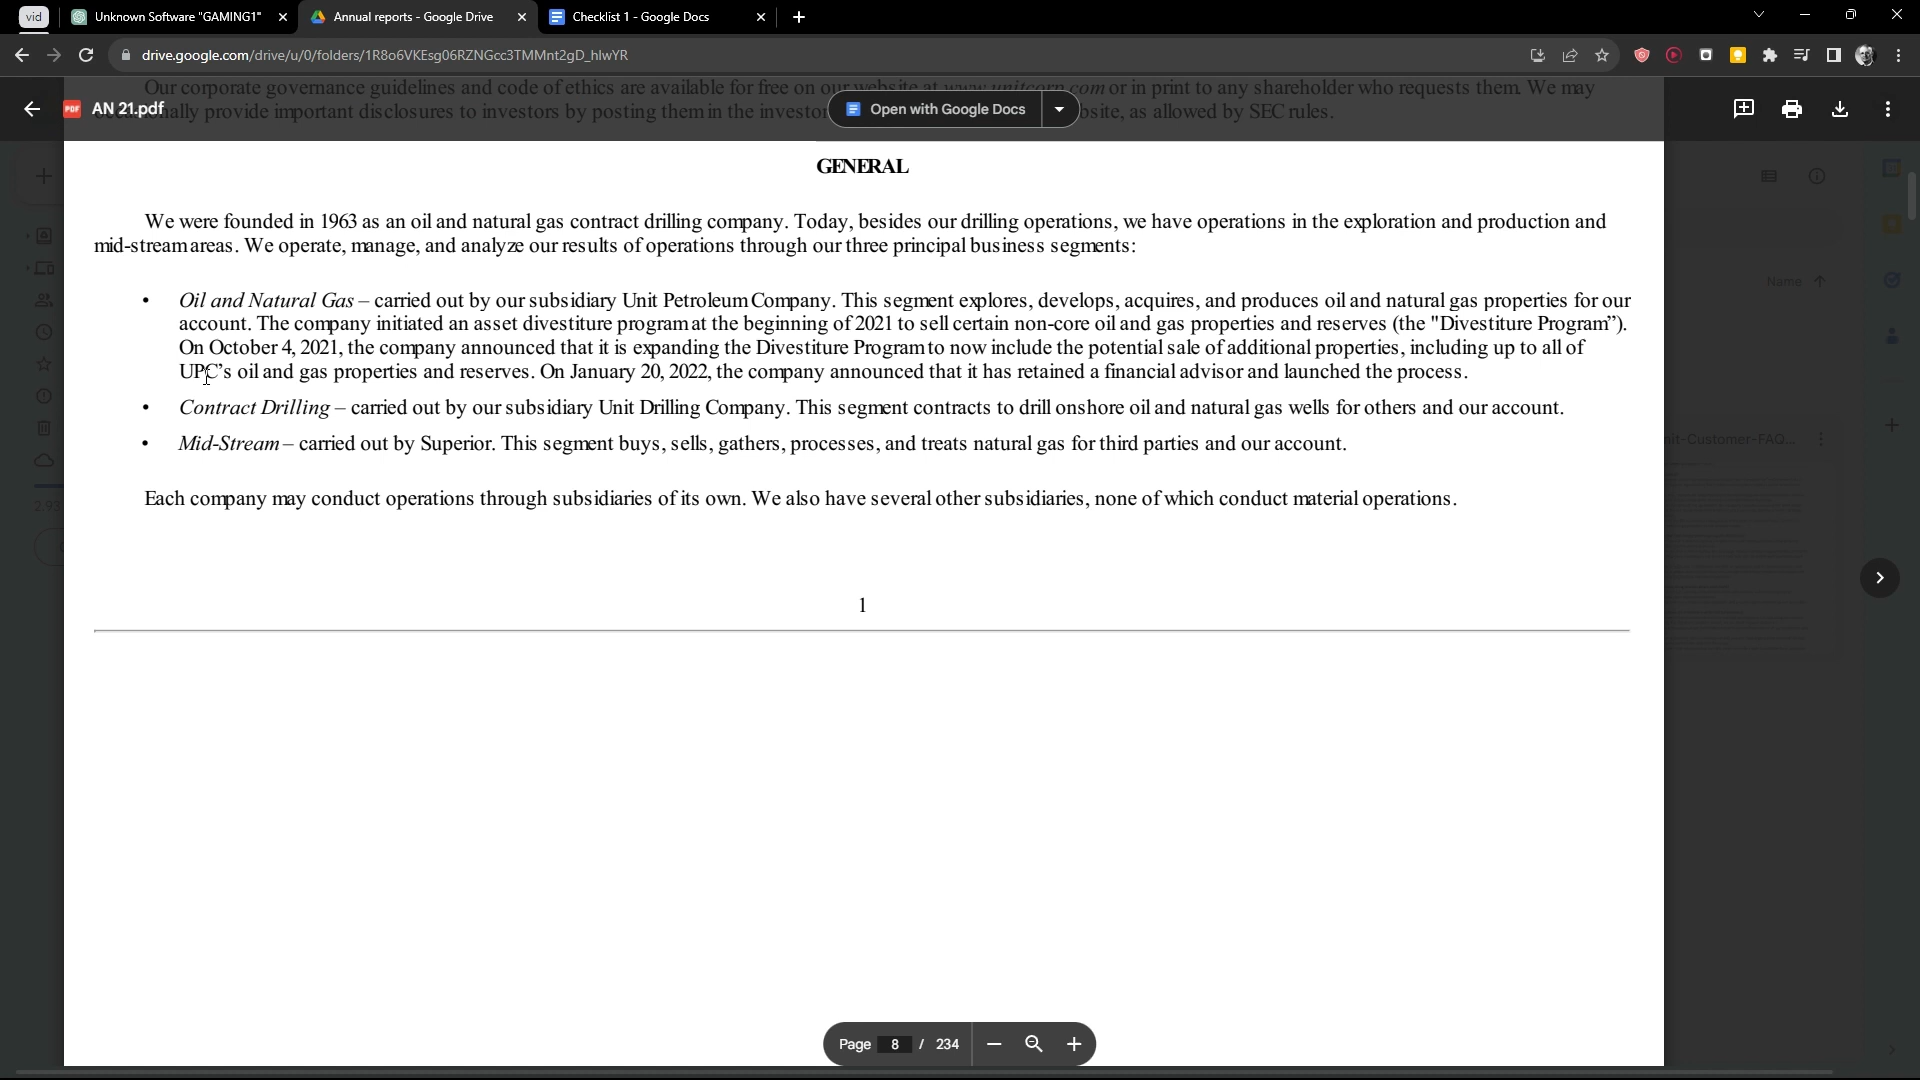 vid
Unknown Software "GAMING1"
Annual reports - Google Drive
Checklist 1 - Google Docs
drive.google.com/drive/u/0/folders/1R8o6VKEsg06RZNGcc3TMMnt2gD_hlwYR
Our corporate governance guidelines and code of ethics are available for free on our website at www.unitcorp.com or in print to any shareholder who requests them. We may
PDF AN 21.pdf
Open with Google Docs
provide important disclosures to investors by posting them in the as allowed by SEC rules.
GENERAL
We were founded in 1963 as an oil and natural gas contract drilling company. Today, besides our drilling operations, we have operations in the exploration and production and
mid-stream areas. We operate, manage, and analyze our results of operations through our three principal business segments:
• Oil and Natural Gas – carried out by our subsidiary Unit Petroleum Company. This segment explores, develops, acquires, and produces oil and natural gas properties for our
account. The company initiated an asset divestiture program at the beginning of 2021 to sell certain non-core oil and gas properties and reserves (the "Divestiture Program”).
On October 4, 2021, the company announced that it is expanding the Divestiture Program to now include the potential sale of additional properties, including up to all of
UPC’s oil and gas properties and reserves. On January 20, 2022, the company announced that it has retained a financial advisor and launched the process.
• Contract Drilling – carried out by our subsidiary Unit Drilling Company. This segment contracts to drill onshore oil and natural gas wells for others and our account.
• Mid-Stream – carried out by Superior. This segment buys, sells, gathers, processes, and treats natural gas for third parties and our account.
Each company may conduct operations through subsidiaries of its own. We also have several other subsidiaries, none of which conduct material operations.
1
Name
nit-Customer-FAQ...
2.93
Page 8 / 234